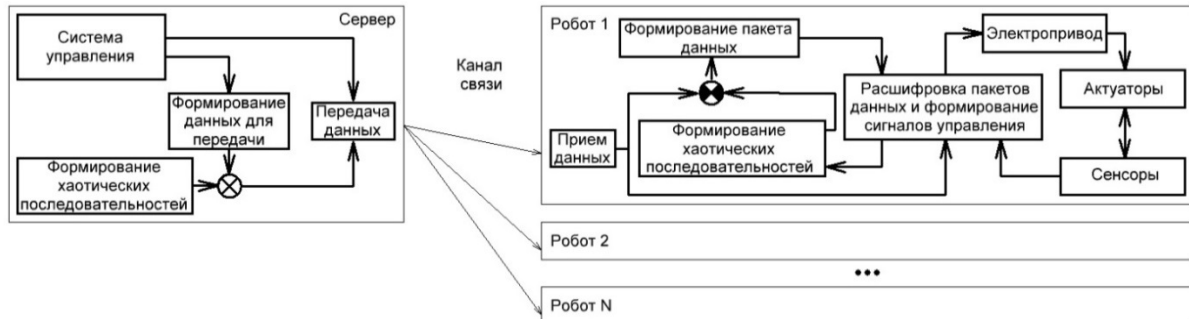 Сервер
Система
управления
Формирование
данных для
передачи
Передача
данных
Формирование
хаотических
последовательностей
Канал
связи
Робот 1
Формирование пакета
данных
Электропривод
Расшифровка пакетов
данных и формирование
сигналов управления
Актуаторы
Прием
данных
Формирование
хаотических
последовательностей
Сенсоры
Робот 2
•••
Робот N